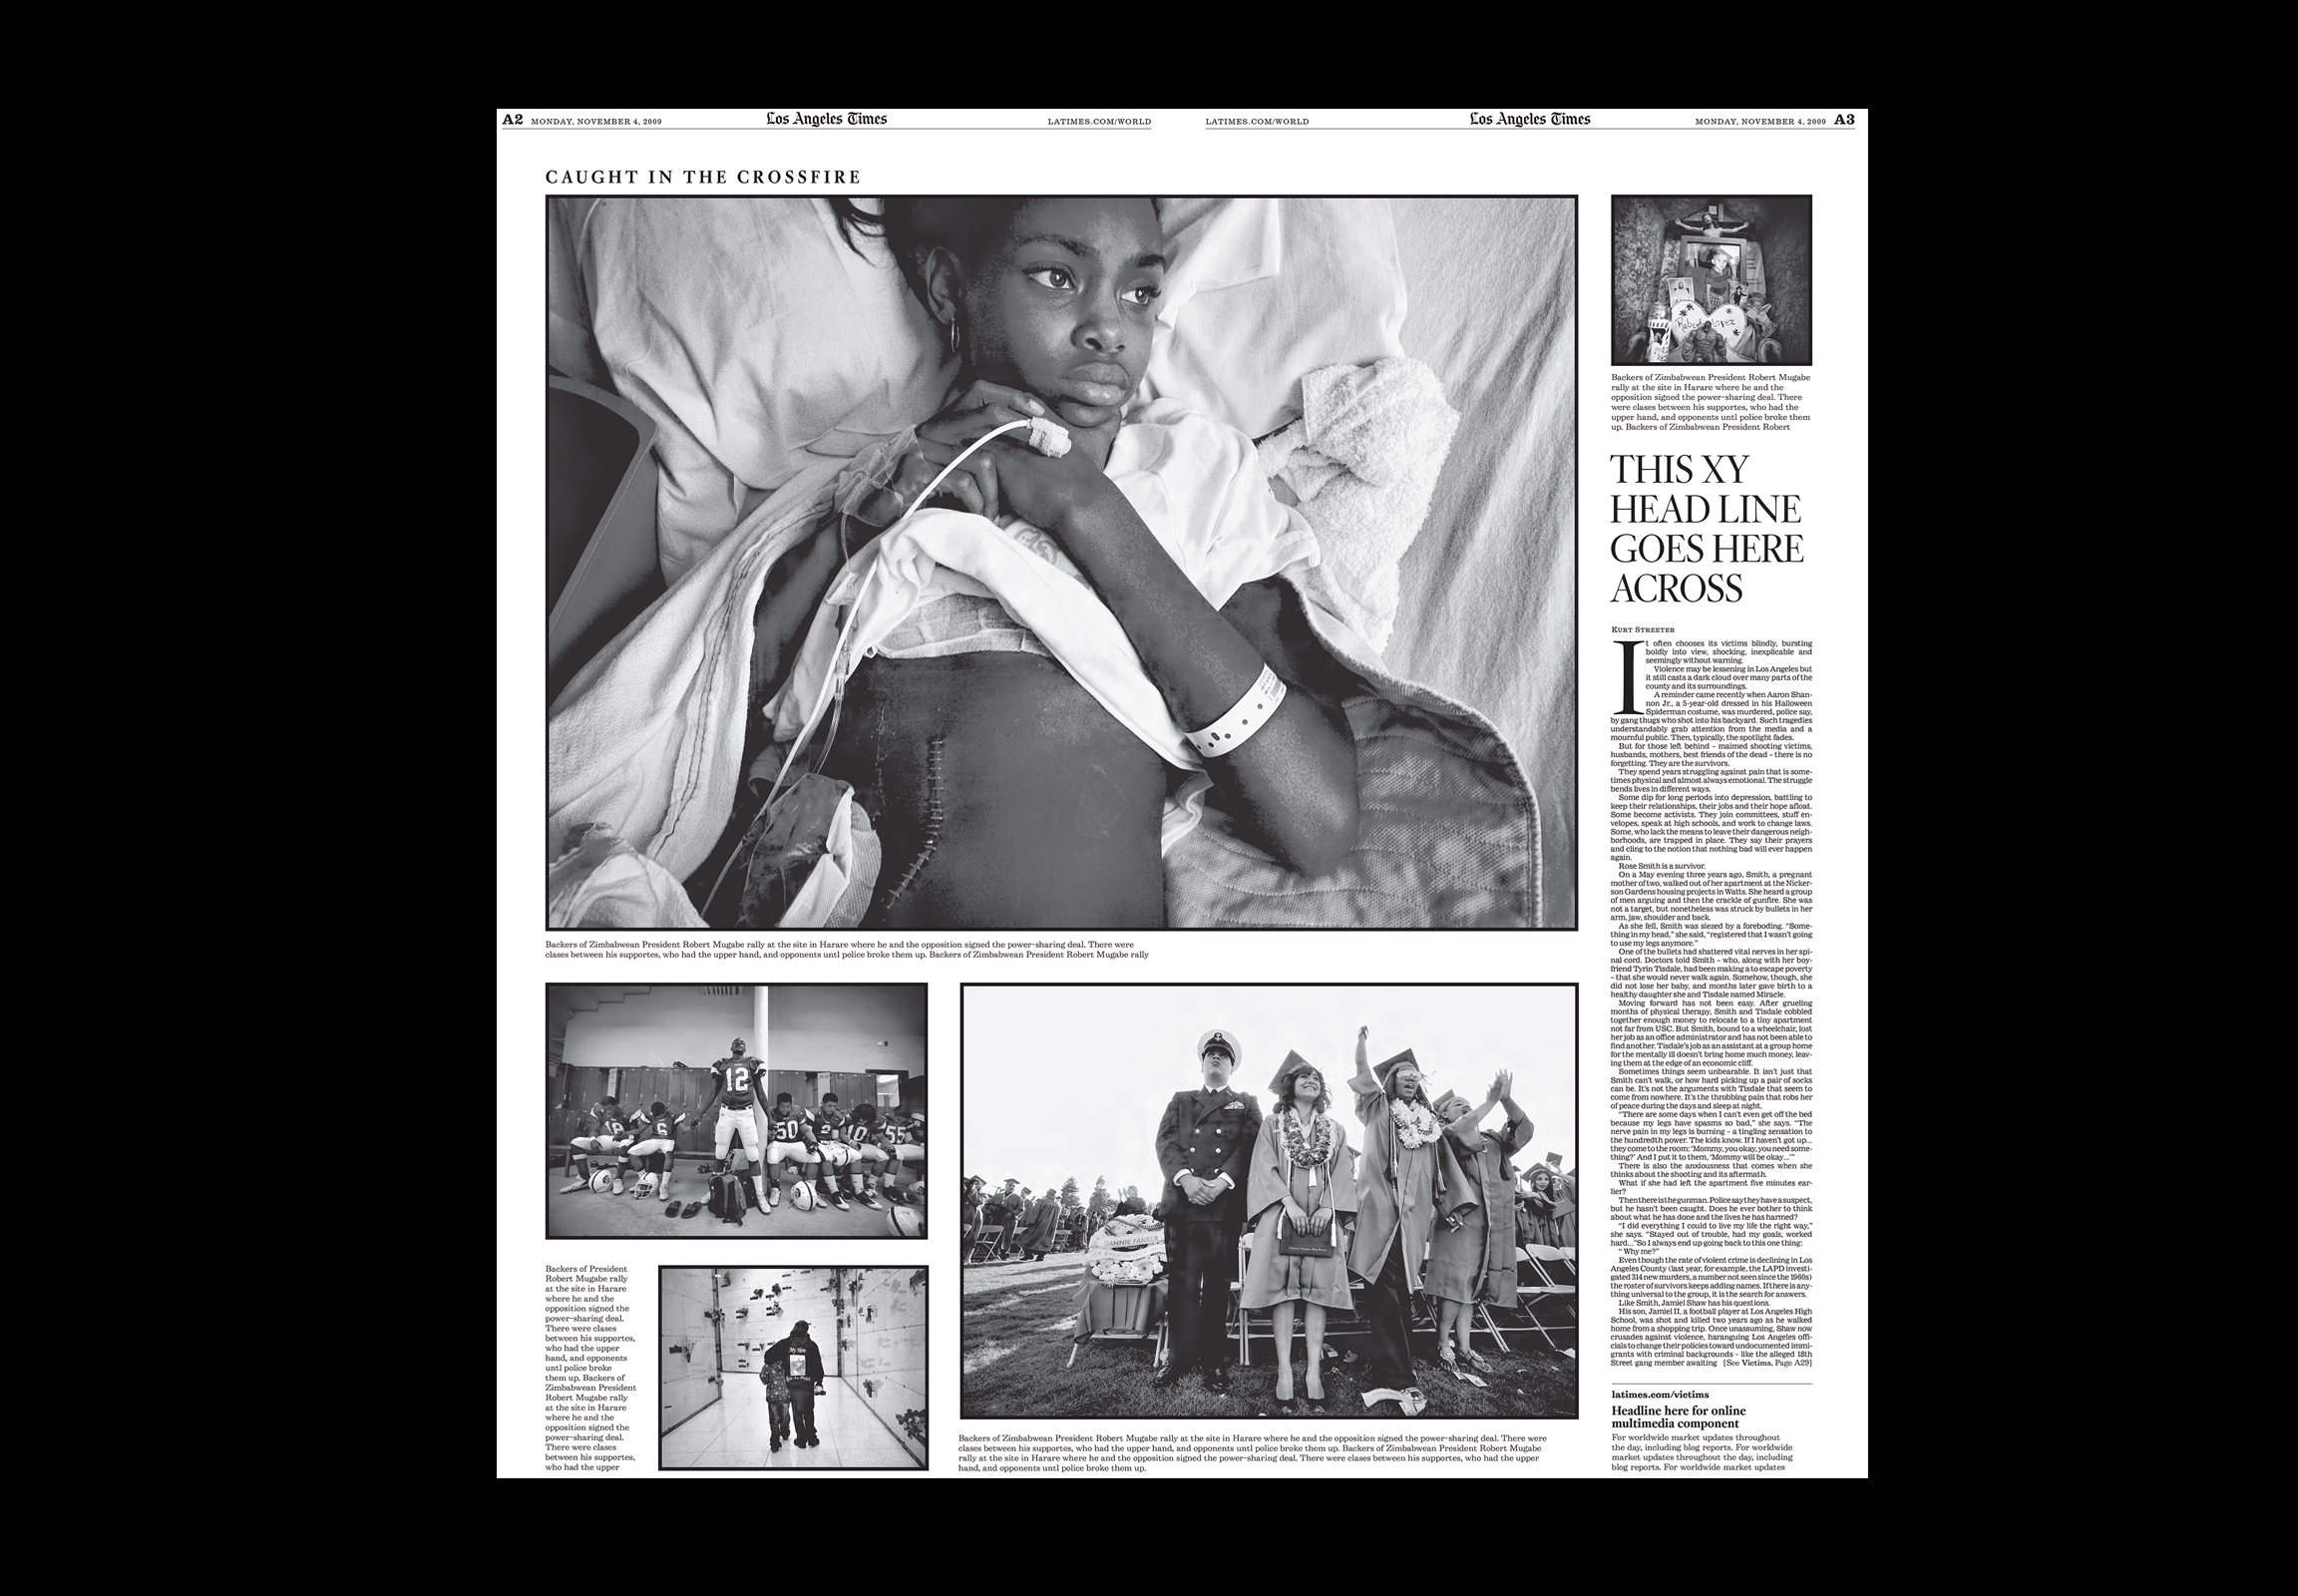 A2 MONDAY, NOVEMBER 4, 2009 Los Angeles Times LATIMES.COM/WORLD
LATIMES.COM/WORLD Los Angeles Times MONDAY, NOVEMBER 4, 2009 A3
CAUGHT IN THE CROSSFIRE
Backers of Zimbabwean President Robert Mugabe rally at the site in Harare where he and the opposition signed the power-sharing deal. There were
clases between his supportes, who had the upper hand, and opponents untl police broke them up. Backers of Zimbabwean President Robert Mugabe rally
12
18
6
50
2
10
55
Backers of President
Robert Mugabe rally
at the site in Harare
where he and the
opposition signed the
power-sharing deal.
There were clases
between his supportes,
who had the upper
hand, and opponents
untl police broke
them up. Backers of
Zimbabwean President
Robert Mugabe rally
at the site in Harare
where he and the
opposition signed the
power-sharing deal.
There were clases
between his supportes,
who had the upper
My Hero
DANNIE FARBER
Backers of Zimbabwean President Robert Mugabe rally at the site in Harare where he and the opposition signed the power-sharing deal. There were
clases between his supportes, who had the upper hand, and opponents untl police broke them up. Backers of Zimbabwean President Robert Mugabe
rally at the site in Harare where he and the opposition signed the power-sharing deal. There were clases between his supportes, who had the upper
hand, and opponents untl police broke them up.
Robert Lopez
Backers of Zimbabwean President Robert Mugabe
rally at the site in Harare where he and the
opposition signed the power-sharing deal. There
were clases between his supportes, who had the
upper hand, and opponents untl police broke them
up. Backers of Zimbabwean President Robert
THIS XY
HEAD LINE
GOES HERE
ACROSS
KURT STREETER
It often chooses its victims blindly, bursting
boldly into view, shocking, inexplicable and
seemingly without warning.
Violence may be lessening in Los Angeles but
it still casts a dark cloud over many parts of the
county and its surroundings.
A reminder came recently when Aaron Shan-
non Jr., a 5-year-old dressed in his Halloween
Spiderman costume, was murdered, police say,
by gang thugs who shot into his backyard. Such tragedies
understandably grab attention from the media and a
mournful public. Then, typically, the spotlight fades.
But for those left behind – maimed shooting victims,
husbands, mothers, best friends of the dead – there is no
forgetting. They are the survivors.
They spend years struggling against pain that is some-
times physical and almost always emotional. The struggle
bends lives in different ways.
Some dip for long periods into depression, battling to
keep their relationships, their jobs and their hope afloat.
Some become activists. They join committees, stuff en-
velopes, speak at high schools, and work to change laws.
Some, who lack the means to leave their dangerous neigh-
borhoods, are trapped in place. They say their prayers
and cling to the notion that nothing bad will ever happen
again.
Rose Smith is a survivor.
On a May evening three years ago, Smith, a pregnant
mother of two, walked out of her apartment at the Nicker-
son Gardens housing projects in Watts. She heard a group
of men arguing and then the crackle of gunfire. She was
not a target, but nonetheless was struck by bullets in her
arm, jaw, shoulder and back.
As she fell, Smith was siezed by a foreboding. “Some-
thing in my head,” she said, “registered that I wasn’t going
to use my legs anymore.”
One of the bullets had shattered vital nerves in her spi-
nal cord. Doctors told Smith – who, along with her boy-
friend Tyrin Tisdale, had been making a to escape poverty
– that she would never walk again. Somehow, though, she
did not lose her baby, and months later gave birth to a
healthy daughter she and Tisdale named Miracle.
Moving forward has not been easy. After grueling
months of physical therapy, Smith and Tisdale cobbled
together enough money to relocate to a tiny apartment
not far from USC. But Smith, bound to a wheelchair, lost
her job as an office administrator and has not been able to
find another. Tisdale’s job as an assistant at a group home
for the mentally ill doesn’t bring home much money, leav-
ing them at the edge of an economic cliff.
Sometimes things seem unbearable. It isn’t just that
Smith can’t walk, or how hard picking up a pair of socks
can be. It’s not the arguments with Tisdale that seem to
come from nowhere. It’s the throbbing pain that robs her
of peace during the days and sleep at night.
“There are some days when I can’t even get off the bed
because my legs have spasms so bad,” she says. “The
nerve pain in my legs is burning – a tingling sensation to
the hundredth power. The kids know. If I haven’t got up...
they come to the room: ‘Mommy, you okay, you need some-
thing?’ And I put it to them, ‘Mommy will be okay...’”
There is also the anxiousness that comes when she
thinks about the shooting and its aftermath.
What if she had left the apartment five minutes ear-
lier?
Then there is the gunman. Police say they have a suspect,
but he hasn’t been caught. Does he ever bother to think
about what he has done and the lives he has harmed?
“I did everything I could to live my life the right way,”
she says. “Stayed out of trouble, had my goals, worked
hard...”So I always end up going back to this one thing:
“ Why me?”
Even though the rate of violent crime is declining in Los
Angeles County (last year, for example, the LAPD investi-
gated 314 new murders, a number not seen since the 1960s)
the roster of survivors keeps adding names. If there is any-
thing universal to the group, it is the search for answers.
Like Smith, Jamiel Shaw has his questions.
His son, Jamiel II, a football player at Los Angeles High
School, was shot and killed two years ago as he walked
home from a shopping trip. Once unassuming, Shaw now
crusades against violence, haranguing Los Angeles offi-
cials to change their policies toward undocumented immi-
grants with criminal backgrounds – like the alleged 18th
Street gang member awaiting [See Victims, Page A29]
latimes.com/victims
Headline here for online
multimedia component
For worldwide market updates throughout
the day, including blog reports. For worldwide
market updates throughout the day, including
blog reports. For worldwide market updates